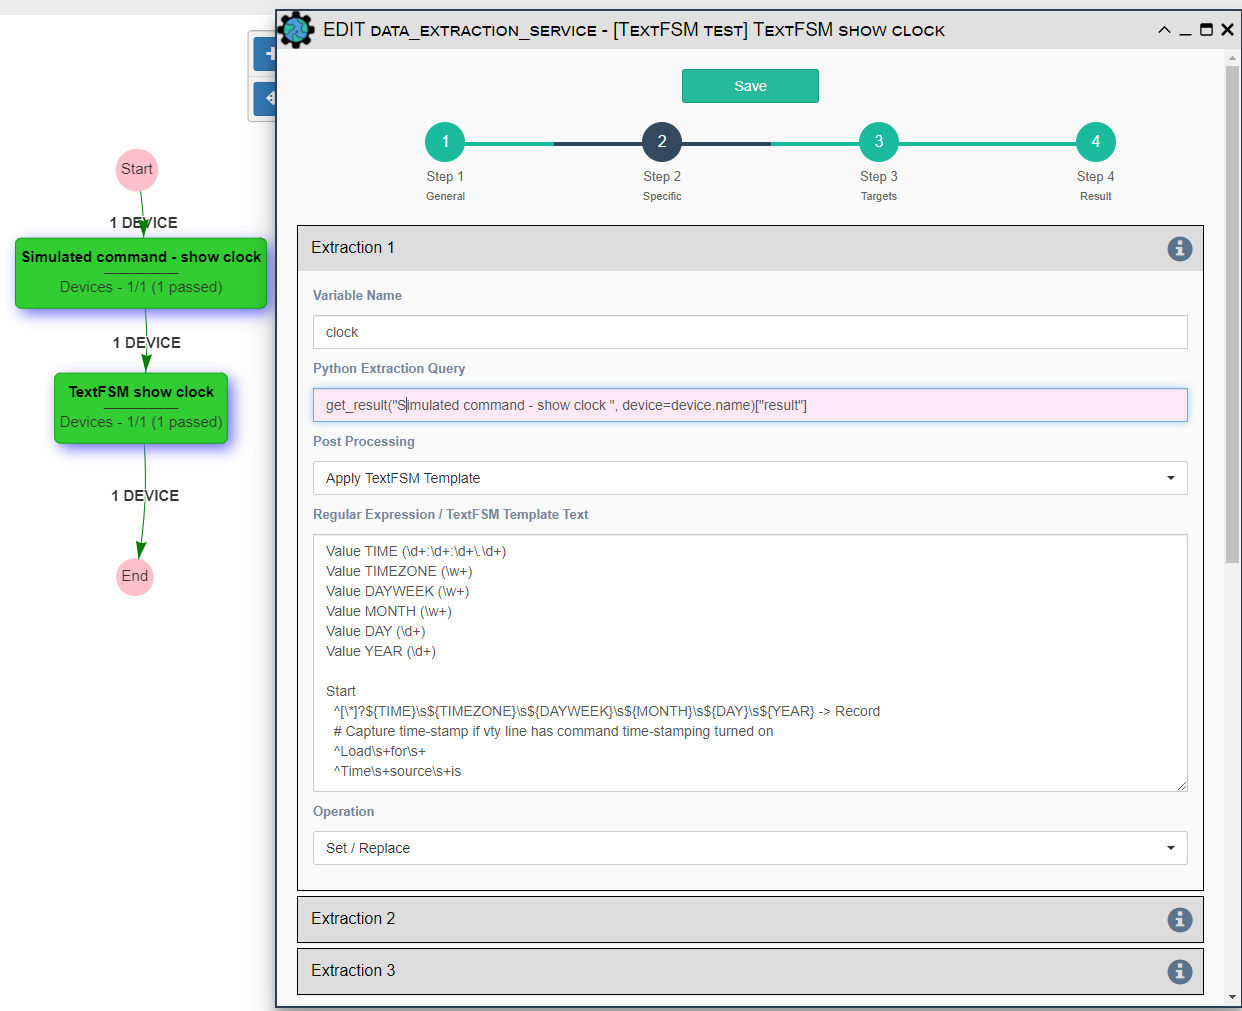 EDIT DATA_EXTRACTION_SERVICE - [TEXTFSM TEST] TEXTFSM SHOW CLOCK
Save
1
2
3
4
Step 1
Step 2
Step 3
Step 4
General
Specific
Targets
Result
Start
1 DEVICE
Simulated command - show clock
Devices - 1/1 (1 passed)
1 DEVICE
TextFSM show clock
Devices - 1/1 (1 passed)
1 DEVICE
End
Extraction 1
Variable Name
clock
Python Extraction Query
get_result("Simulated command - show clock ", device=device.name)["result"]
Post Processing
Apply TextFSM Template
Regular Expression / TextFSM Template Text
Value TIME (\d+:\d+:\d+\.\d+)
Value TIMEZONE (\w+)
Value DAYWEEK (\w+)
Value MONTH (\w+)
Value DAY (\d+)
Value YEAR (\d+)
Start
^[\*]?${TIME}\s${TIMEZONE}\s${DAYWEEK}\s${MONTH}\s${DAY}\s${YEAR} -> Record
# Capture time-stamp if vty line has command time-stamping turned on
^Load\s+for\s+
^Time\s+source\s+is
Operation
Set / Replace
Extraction 2
Extraction 3